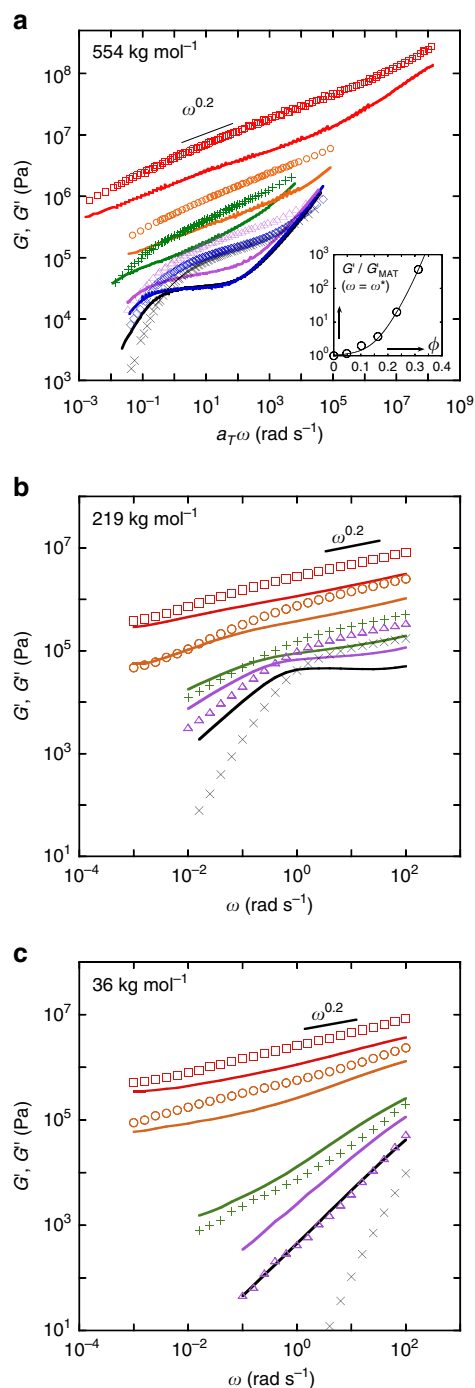 a
554 kg mol⁻¹
10⁸
10⁷
10⁶
10⁵
10⁴
10³
G', G'' (Pa)
ω^0.2
G' / G'MAT
(ω = ω*)
10³
10²
10¹
10⁰
0 0.1 0.2 0.3 0.4
ϕ
10⁻³ 10⁻¹ 10¹ 10³ 10⁵ 10⁷ 10⁹
a_Tω (rad s⁻¹)
b
219 kg mol⁻¹
ω^0.2
10⁷
10⁵
10³
10¹
G', G'' (Pa)
10⁻⁴ 10⁻² 10⁰ 10²
ω (rad s⁻¹)
c
36 kg mol⁻¹
ω^0.2
10⁷
10⁵
10³
10¹
G', G'' (Pa)
10⁻⁴ 10⁻² 10⁰ 10²
ω (rad s⁻¹)